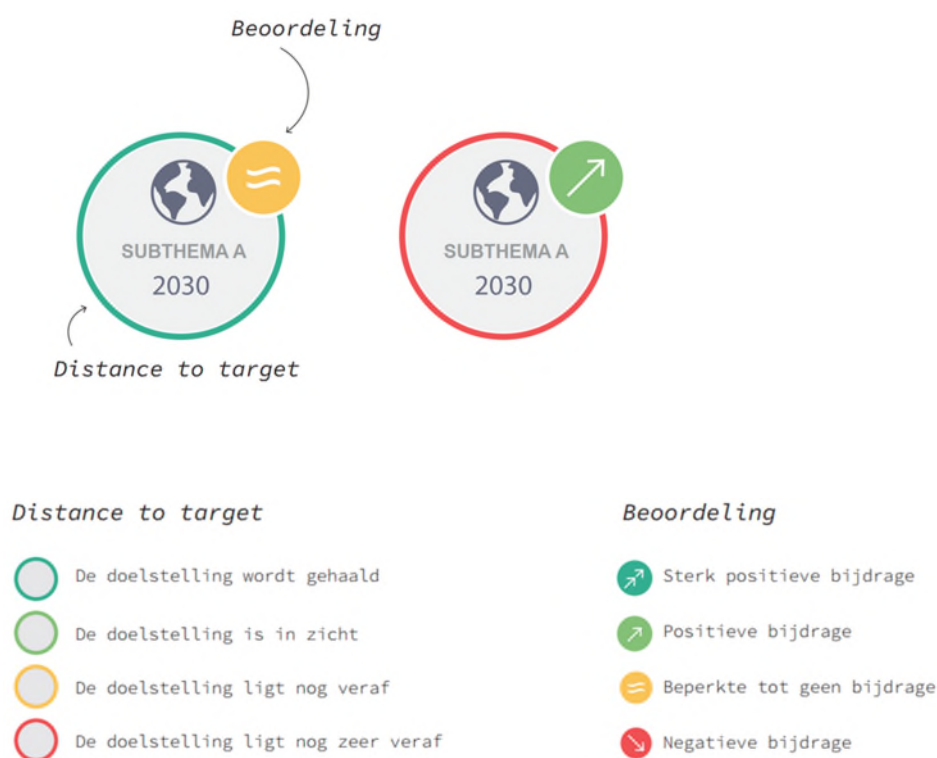 Beoordeling
SUBTHEMA A
2030
SUBTHEMA A
2030
Distance to target
Distance to target
De doelstelling wordt gehaald
De doelstelling is in zicht
De doelstelling ligt nog veraf
De doelstelling ligt nog zeer veraf
Beoordeling
Sterk positieve bijdrage
Positieve bijdrage
Beperkte tot geen bijdrage
Negatieve bijdrage